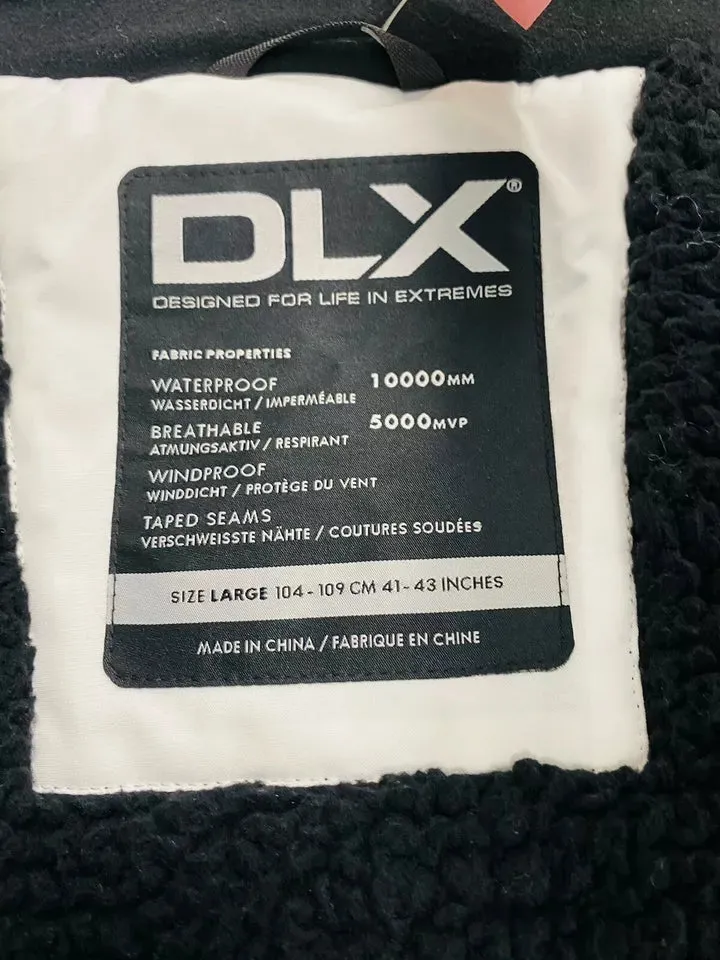 DLX®
DESIGNED FOR LIFE IN EXTREMES
FABRIC PROPERTIES
WATERPROOF 10000MM
WASSERDICHT / IMPERMÉABLE
BREATHABLE 5000MVP
ATMUNGSAKTIV / RESPIRANT
WINDPROOF
WINDDICHT / PROTÈGE DU VENT
TAPED SEAMS
VERSCHWEISSTE NÄHTE / COUTURES SOUDÉES
SIZE LARGE 104 - 109 CM 41 - 43 INCHES
MADE IN CHINA / FABRIQUE EN CHINE